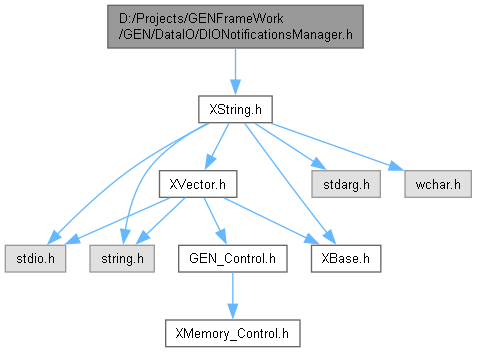 D:/Projects/GENFrameWork
/GEN/DataIO/DIONotificationsManager.h
XString.h
XVector.h
stdarg.h
wchar.h
stdio.h
string.h
GEN_Control.h
XBase.h
XMemory_Control.h